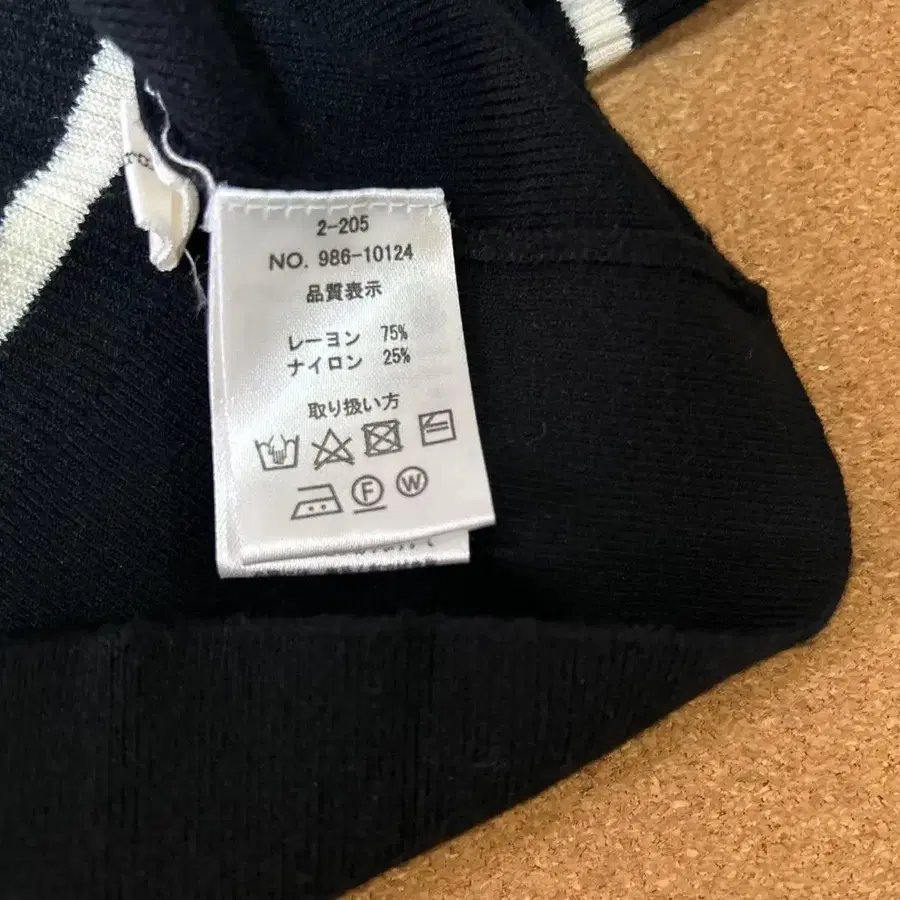 2-205
NO. 986-10124
品質表示
レーヨン 75%
ナイロン 25%
取り扱い方
F W